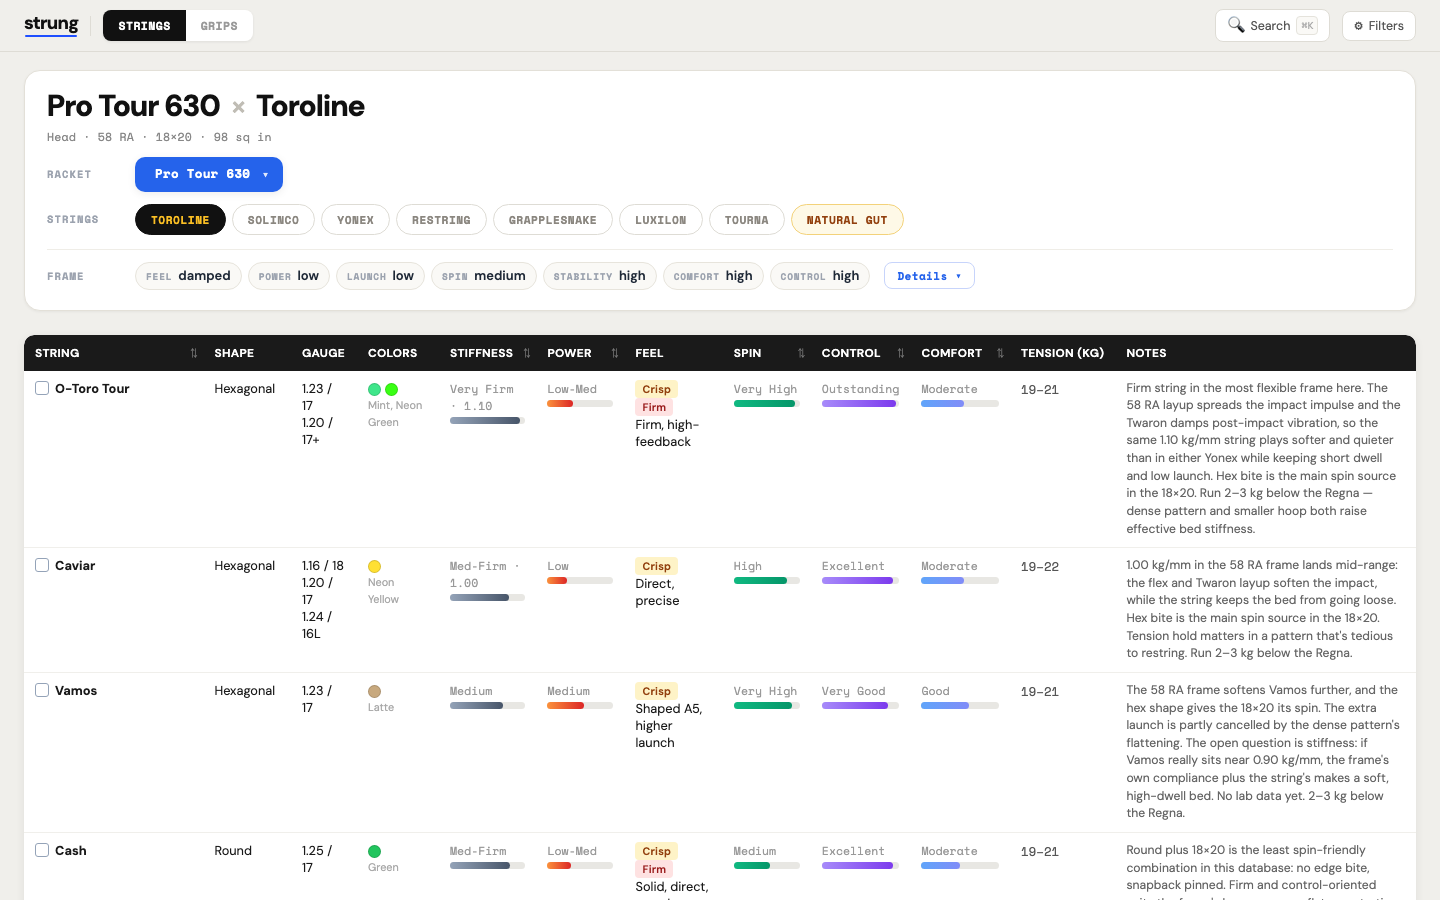 strung
STRINGS
GRIPS
Search ⌘K
Filters
Pro Tour 630 × Toroline
Head · 58 RA · 18×20 · 98 sq in
RACKET
Pro Tour 630 ▾
STRINGS
TOROLINE
SOLINCO
YONEX
RESTRING
GRAPPLESNAKE
LUXILON
TOURNA
NATURAL GUT
FRAME
FEEL damped
POWER low
LAUNCH low
SPIN medium
STABILITY high
COMFORT high
CONTROL high
Details ▾
STRING ⇅ SHAPE GAUGE COLORS STIFFNESS ⇅ POWER ⇅ FEEL SPIN ⇅ CONTROL ⇅ COMFORT ⇅ TENSION (KG) NOTES
O-Toro Tour
Hexagonal
1.23 /
17
1.20 /
17+
Mint, Neon
Green
Very Firm
· 1.10
Low-Med
Crisp
Firm
Firm, high-
feedback
Very High
Outstanding
Moderate
19–21
Firm string in the most flexible frame here. The
58 RA layup spreads the impact impulse and the
Twaron damps post-impact vibration, so the
same 1.10 kg/mm string plays softer and quieter
than in either Yonex while keeping short dwell
and low launch. Hex bite is the main spin source
in the 18×20. Run 2–3 kg below the Regna —
dense pattern and smaller hoop both raise
effective bed stiffness.
Caviar
Hexagonal
1.16 / 18
1.20 /
17
1.24 /
16L
Neon
Yellow
Med-Firm ·
1.00
Low
Crisp
Direct,
precise
High
Excellent
Moderate
19–22
1.00 kg/mm in the 58 RA frame lands mid-range:
the flex and Twaron layup soften the impact,
while the string keeps the bed from going loose.
Hex bite is the main spin source in the 18×20.
Tension hold matters in a pattern that's tedious
to restring. Run 2–3 kg below the Regna.
Vamos
Hexagonal
1.23 /
17
Latte
Medium
Medium
Crisp
Shaped A5,
higher
launch
Very High
Very Good
Good
19–21
The 58 RA frame softens Vamos further, and the
hex shape gives the 18×20 its spin. The extra
launch is partly cancelled by the dense pattern's
flattening. The open question is stiffness: if
Vamos really sits near 0.90 kg/mm, the frame's
own compliance plus the string's makes a soft,
high-dwell bed. No lab data yet. 2–3 kg below
the Regna.
Cash
Round
1.25 /
17
Green
Med-Firm
Low-Med
Crisp
Firm
Solid, direct,
Medium
Excellent
Moderate
19–21
Round plus 18×20 is the least spin-friendly
combination in this database: no edge bite,
snapback pinned. Firm and control-oriented